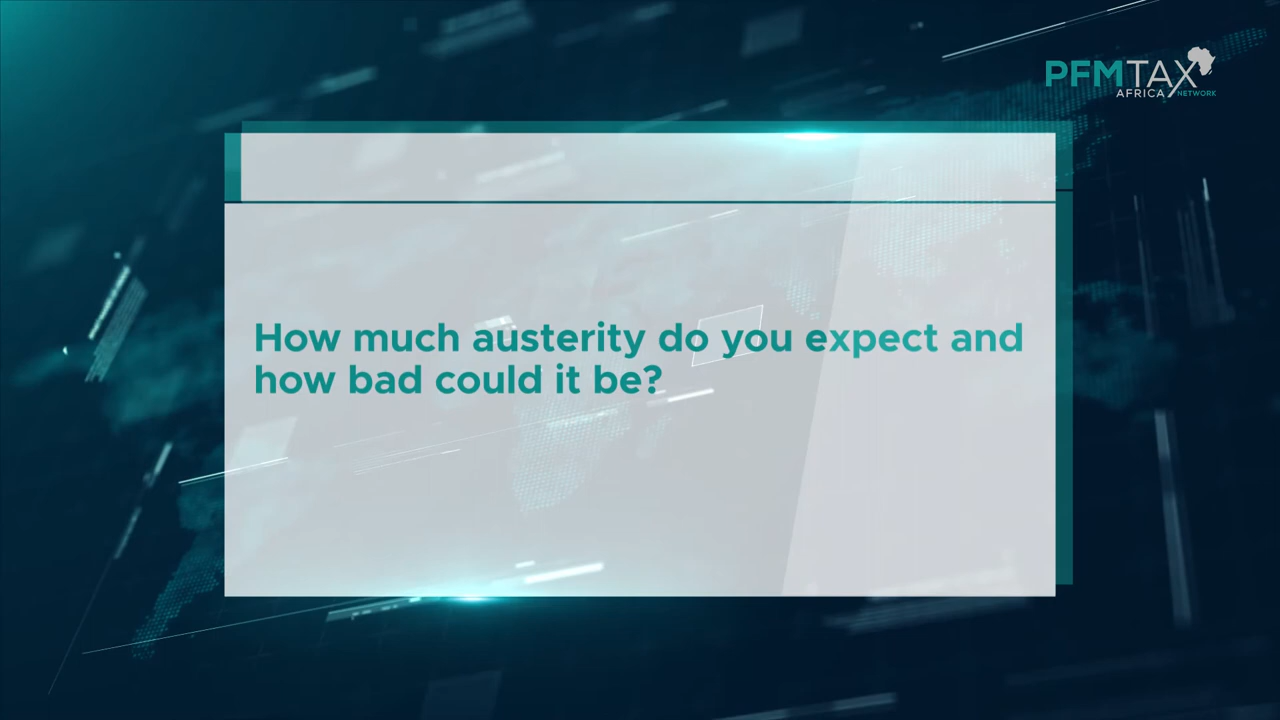 PFMTAX
AFRICA NETWORK
How much austerity do you expect and
how bad could it be?